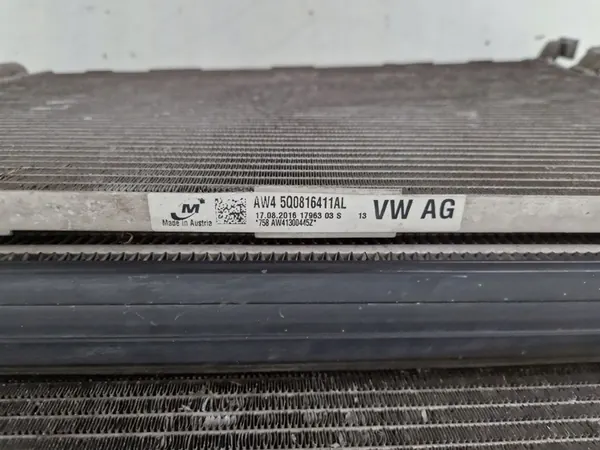 M
Made in Austria
AW4 5Q0816411AL
17.08.2016 17963 03 S 13
*758 AW41300445Z*
VW AG